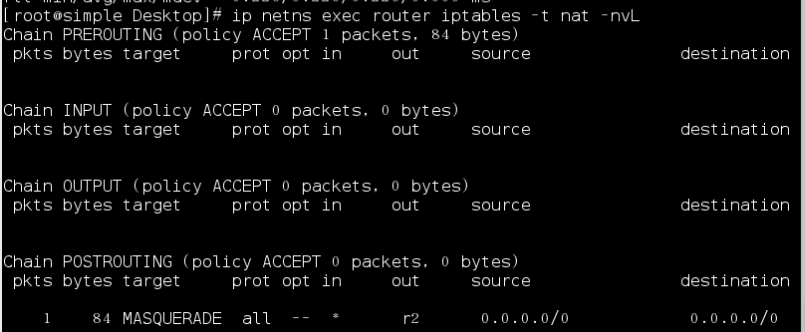 [root@simple Desktop]# ip netns exec router iptables -t nat -nvL
Chain PREROUTING (policy ACCEPT 1 packets, 84 bytes)
pkts bytes target prot opt in out source destination
Chain INPUT (policy ACCEPT 0 packets, 0 bytes)
pkts bytes target prot opt in out source destination
Chain OUTPUT (policy ACCEPT 0 packets, 0 bytes)
pkts bytes target prot opt in out source destination
Chain POSTROUTING (policy ACCEPT 0 packets, 0 bytes)
pkts bytes target prot opt in out source destination
1 84 MASQUERADE all -- * r2 0.0.0.0/0 0.0.0.0/0